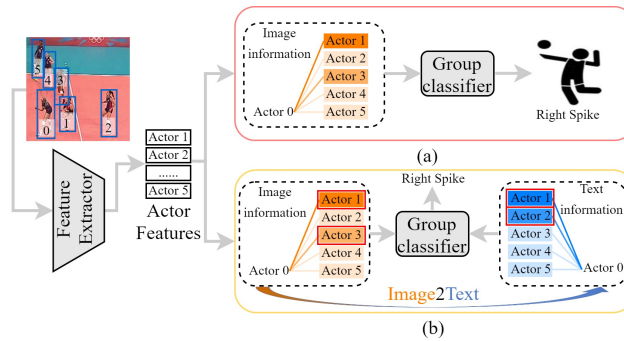 5
4
3
0
1
2
Feature
Extractor
Actor 1
Actor 2
......
Actor 5
Actor
Features
Image
information
Actor 0
Actor 1
Actor 2
Actor 3
Actor 4
Actor 5
Group
classifier
Right Spike
(a)
Image
information
Actor 0
Actor 1
Actor 2
Actor 3
Actor 4
Actor 5
Right Spike
Group
classifier
Actor 1
Actor 2
Actor 3
Actor 4
Actor 5
Text
information
Actor 0
Image2Text
(b)